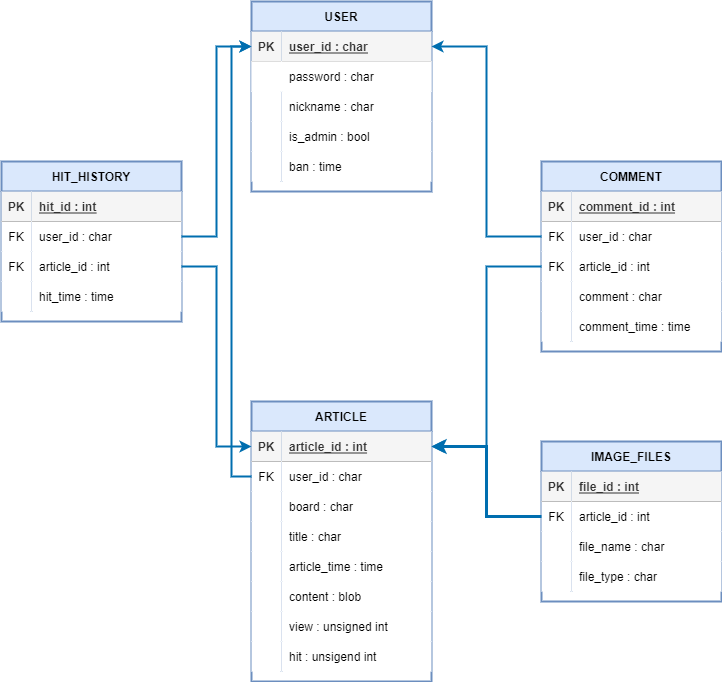 USER
PK user_id : char
password : char
nickname : char
is_admin : bool
ban : time
HIT_HISTORY
PK hit_id : int
FK user_id : char
FK article_id : int
hit_time : time
COMMENT
PK comment_id : int
FK user_id : char
FK article_id : int
comment : char
comment_time : time
ARTICLE
PK article_id : int
FK user_id : char
board : char
title : char
article_time : time
content : blob
view : unsigned int
hit : unsigend int
IMAGE_FILES
PK file_id : int
FK article_id : int
file_name : char
file_type : char